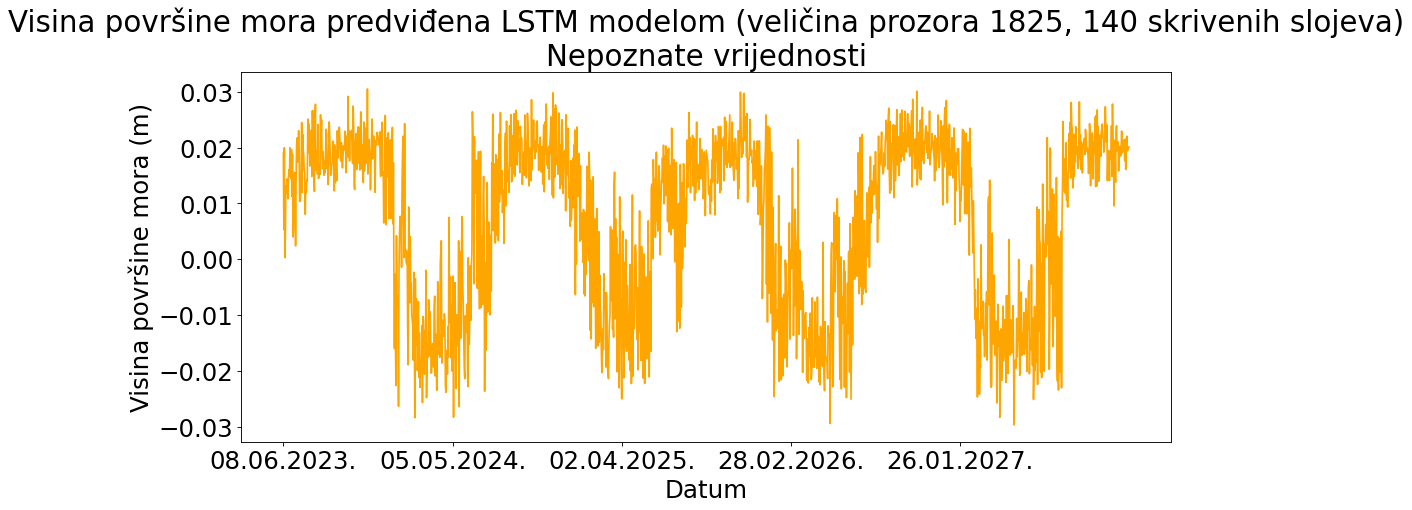 Visina površine mora predviđena LSTM modelom (veličina prozora 1825, 140 skrivenih slojeva)
Nepoznate vrijednosti
0.03
0.02
0.01
0.00
−0.01
−0.02
−0.03
Visina površine mora (m)
08.06.2023. 05.05.2024. 02.04.2025. 28.02.2026. 26.01.2027.
Datum